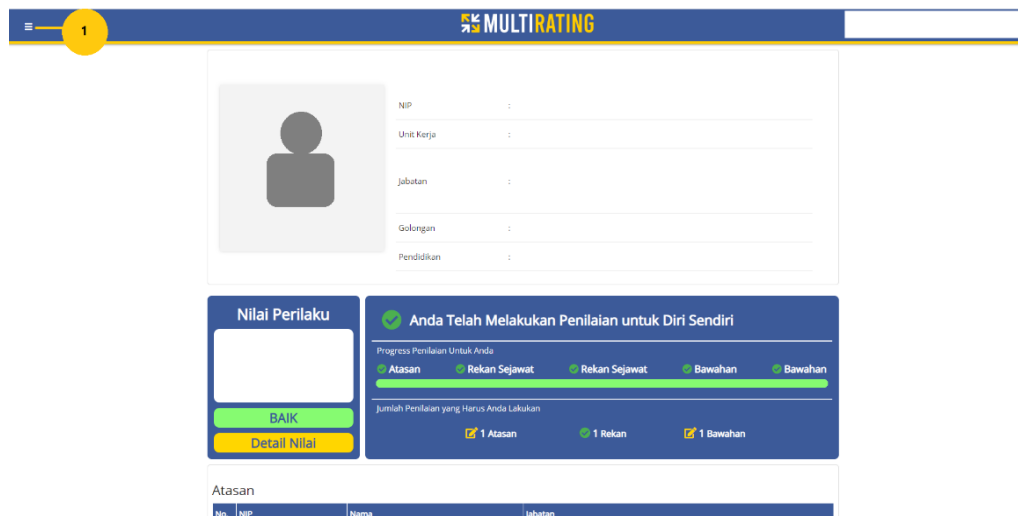 1
MULTIRATING
NIP :
Unit Kerja :
Jabatan :
Golongan :
Pendidikan :
Nilai Perilaku
BAIK
Detail Nilai
Anda Telah Melakukan Penilaian untuk Diri Sendiri
Progress Penilaian Untuk Anda
Atasan Rekan Sejawat Rekan Sejawat Bawahan Bawahan
Jumlah Penilaian yang Harus Anda Lakukan
1 Atasan 1 Rekan 1 Bawahan
Atasan
No. NIP Nama Jabatan